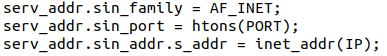 serv_addr.sin_family = AF_INET;
serv_addr.sin_port = htons(PORT);
serv_addr.sin_addr.s_addr = inet_addr(IP);